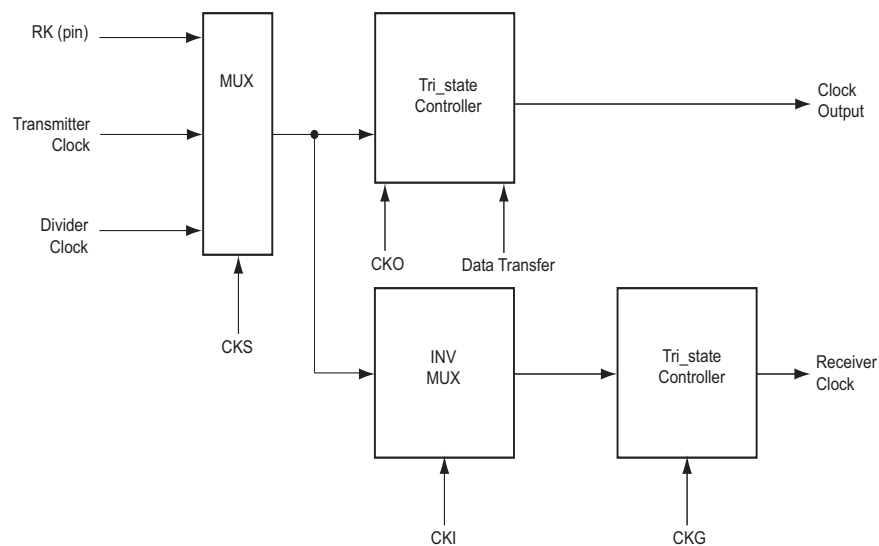 RK (pin)
MUX
Tri_state
Controller
Clock
Output
Transmitter
Clock
Divider
Clock
CKO
Data Transfer
CKS
INV
MUX
Tri_state
Controller
Receiver
Clock
CKI
CKG